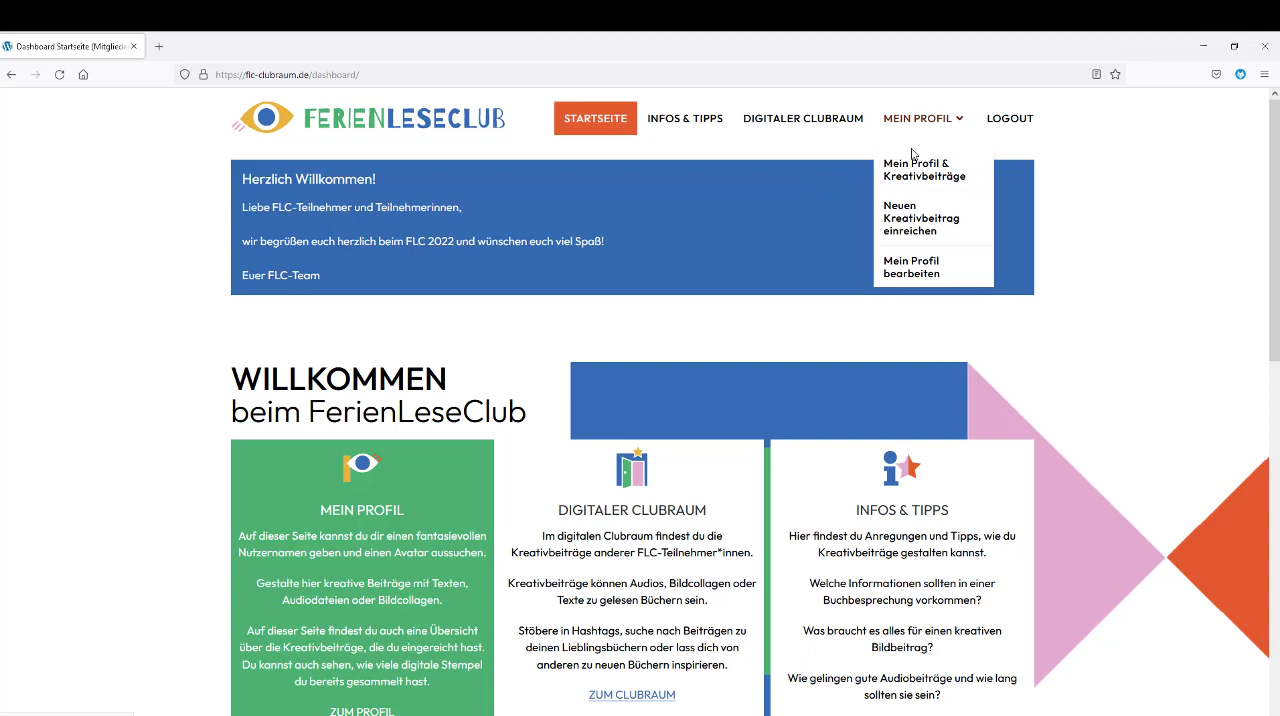 Dashboard Startseite (Mitgliede
https://flc-clubraum.de/dashboard/
FERIENLESECLUB
STARTSEITE
INFOS & TIPPS
DIGITALER CLUBRAUM
MEIN PROFIL
LOGOUT
Mein Profil &
Kreativbeiträge
Neuen
Kreativbeitrag
einreichen
Mein Profil
bearbeiten
Herzlich Willkommen!
Liebe FLC-Teilnehmer und Teilnehmerinnen,
wir begrüßen euch herzlich beim FLC 2022 und wünschen euch viel Spaß!
Euer FLC-Team
WILLKOMMEN
beim FerienLeseClub
MEIN PROFIL
Auf dieser Seite kannst du dir einen fantasievollen
Nutzernamen geben und einen Avatar aussuchen.
Gestalte hier kreative Beiträge mit Texten,
Audiodateien oder Bildcollagen.
Auf dieser Seite findest du auch eine Übersicht
über die Kreativbeiträge, die du eingereicht hast.
Du kannst auch sehen, wie viele digitale Stempel
du bereits gesammelt hast.
ZUM PROFIL
DIGITALER CLUBRAUM
Im digitalen Clubraum findest du die
Kreativbeiträge anderer FLC-Teilnehmer*innen.
Kreativbeiträge können Audios, Bildcollagen oder
Texte zu gelesen Büchern sein.
Stöbere in Hashtags, suche nach Beiträgen zu
deinen Lieblingsbüchern oder lass dich von
anderen zu neuen Büchern inspirieren.
ZUM CLUBRAUM
INFOS & TIPPS
Hier findest du Anregungen und Tipps, wie du
Kreativbeiträge gestalten kannst.
Welche Informationen sollten in einer
Buchbesprechung vorkommen?
Was braucht es alles für einen kreativen
Bildbeitrag?
Wie gelingen gute Audiobeiträge und wie lang
sollten sie sein?